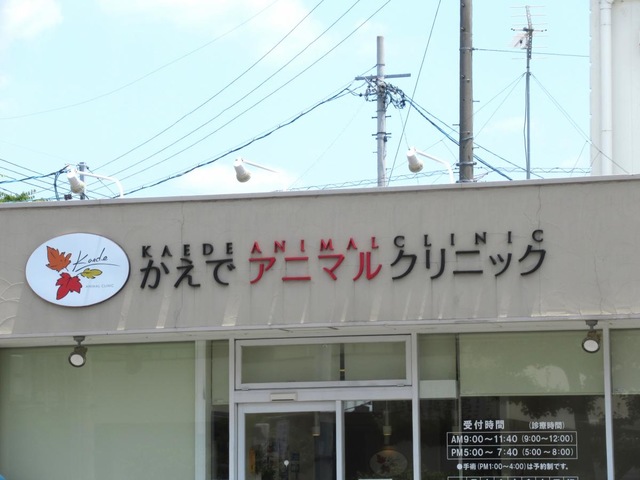 KAEDE ANIMAL CLINIC
Kaede
ANIMAL CLINIC
かえで アニマルクリニック
受付時間 (診療時間)
AM9:00〜11:40 (9:00〜12:00)
PM5:00〜7:40 (5:00〜8:00)
●手術(PM1:00〜4:00)は予約制です。